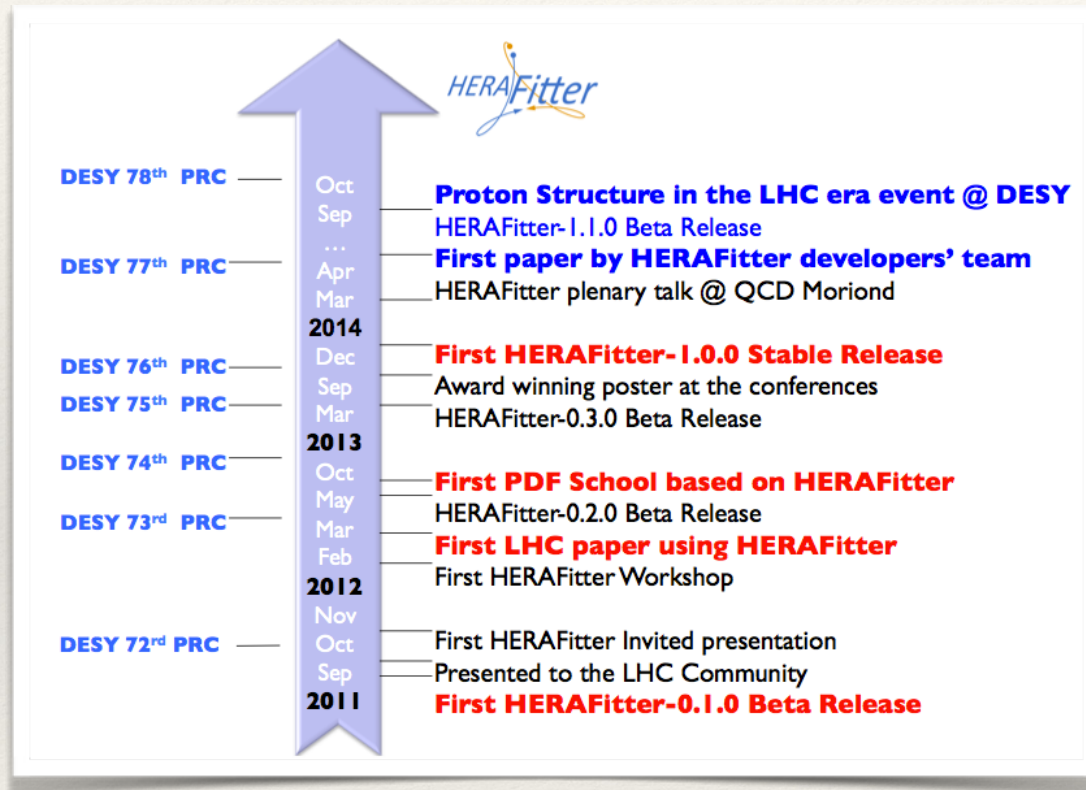 HERAFitter
DESY 78th PRC
Oct
Proton Structure in the LHC era event @ DESY
Sep
HERAFitter-1.1.0 Beta Release
...
First paper by HERAFitter developers’ team
DESY 77th PRC
Apr
HERAFitter plenary talk @ QCD Moriond
Mar
2014
First HERAFitter-1.0.0 Stable Release
Dec
DESY 76th PRC
Award winning poster at the conferences
Sep
DESY 75th PRC
Mar
HERAFitter-0.3.0 Beta Release
2013
DESY 74th PRC
Oct
First PDF School based on HERAFitter
May
HERAFitter-0.2.0 Beta Release
DESY 73rd PRC
Mar
First LHC paper using HERAFitter
Feb
First HERAFitter Workshop
2012
Nov
First HERAFitter Invited presentation
DESY 72nd PRC
Oct
Presented to the LHC Community
Sep
2011
First HERAFitter-0.1.0 Beta Release